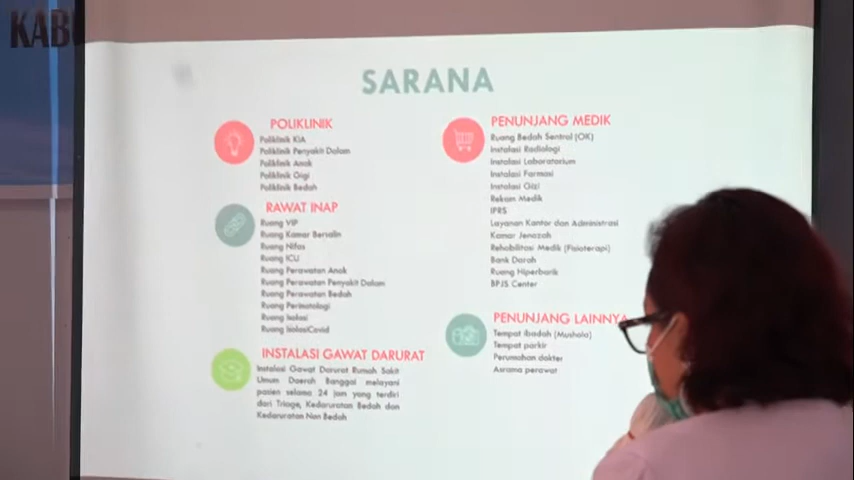 KABU
SARANA
POLIKLINIK
Poliklinik KIA
Poliklinik Penyakit Dalam
Poliklinik Anak
Poliklinik Gigi
Poliklinik Bedah
RAWAT INAP
Ruang VIP
Ruang Kamar Bersalin
Ruang Nifas
Ruang ICU
Ruang Perawatan Anak
Ruang Perawatan Penyakit Dalam
Ruang Perawatan Bedah
Ruang Perinatologi
Ruang Isolasi
Ruang IsolasiCovid
INSTALASI GAWAT DARURAT
Instalasi Gawat Darurat Rumah Sakit
Umum Daerah Banggai melayani
pasien selama 24 jam yang terdiri
dari Triage, Kedaruratan Bedah dan
Kedaruratan Non Bedah
PENUNJANG MEDIK
Ruang Bedah Sentral (OK)
Instalasi Radiologi
Instalasi Laboratorium
Instalasi Farmasi
Instalasi Gizi
Rekam Medik
IPRS
Layanan Kantor dan Administrasi
Kamar Jenazah
Rehabilitasi Medik (Fisioterapi)
Bank Darah
Ruang Hiperbarik
BPJS Center
PENUNJANG LAINNYA
Tempat ibadah (Mushola)
Tempat parkir
Perumahan dokter
Asrama perawat